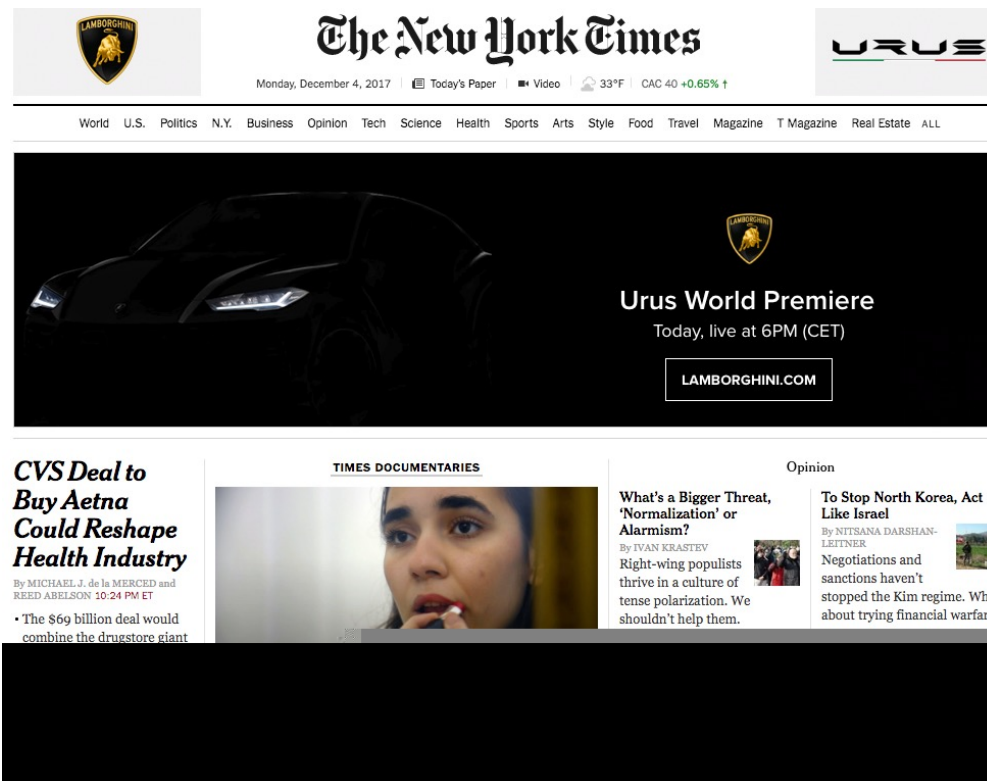 LAMBORGHINI
The New York Times
URUS
Monday, December 4, 2017 Today's Paper Video 33°F CAC 40 +0.65% ↑
World U.S. Politics N.Y. Business Opinion Tech Science Health Sports Arts Style Food Travel Magazine T Magazine Real Estate ALL
LAMBORGHINI
Urus World Premiere
Today, live at 6PM (CET)
LAMBORGHINI.COM
CVS Deal to
Buy Aetna
Could Reshape
Health Industry
By MICHAEL J. de la MERCED and
REED ABELSON 10:24 PM ET
▪ The $69 billion deal would
combine the drugstore giant
TIMES DOCUMENTARIES
Opinion
What's a Bigger Threat,
'Normalization' or
Alarmism?
By IVAN KRASTEV
Right-wing populists
thrive in a culture of
tense polarization. We
shouldn't help them.
To Stop North Korea, Act
Like Israel
By NITSANA DARSHAN-
LEITNER
Negotiations and
sanctions haven't
stopped the Kim regime. Wh
about trying financial warfar